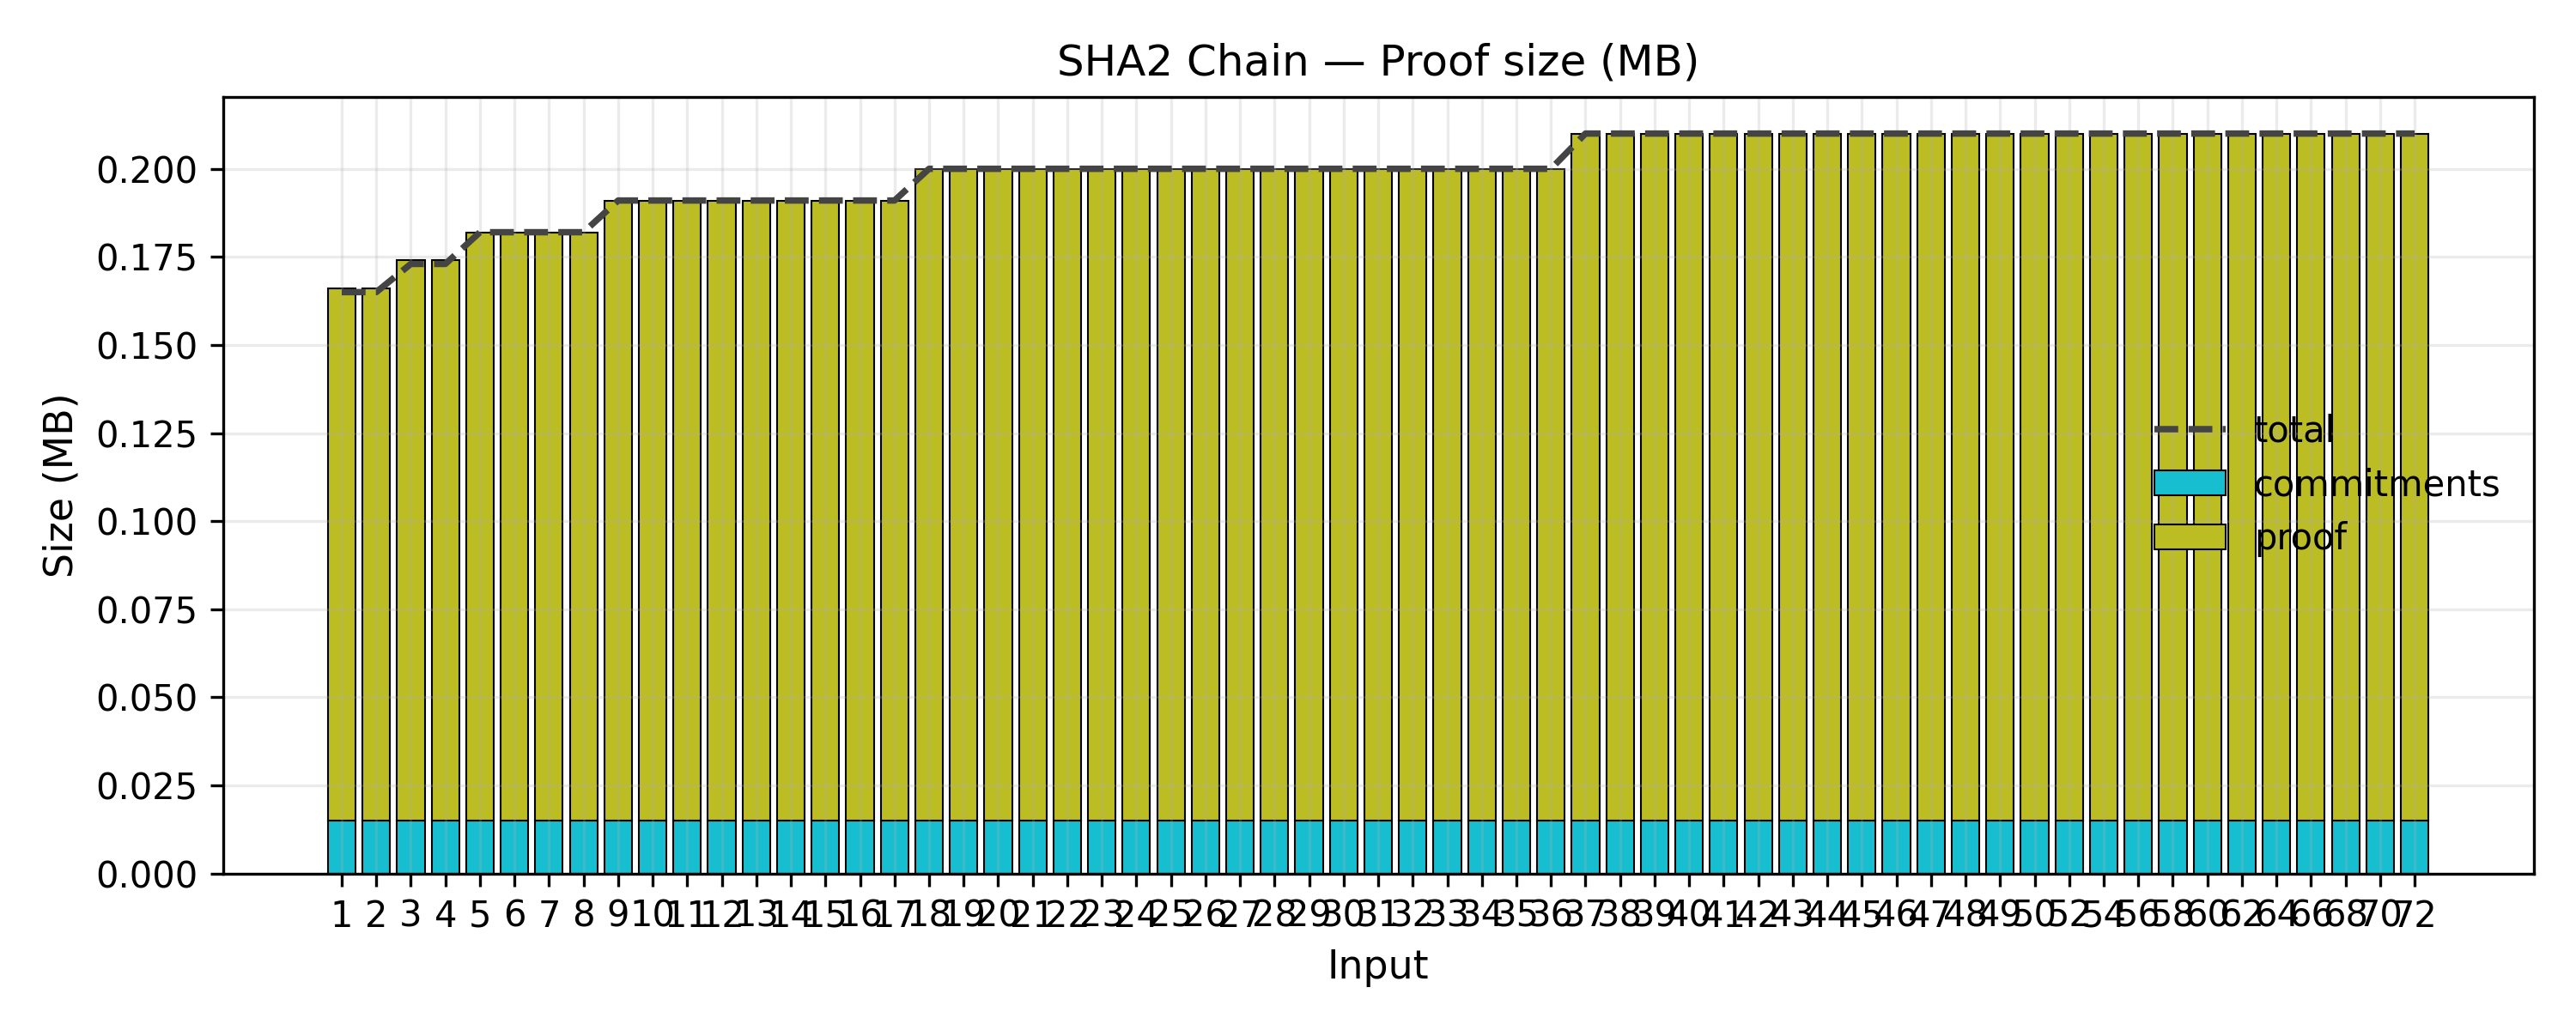 SHA2 Chain — Proof size (MB)
Size (MB)
0.200
0.175
0.150
0.125
0.100
0.075
0.050
0.025
0.000
total
commitments
proof
1 2 3 4 5 6 7 8 9 10 11 12 13 14 15 16 17 18 19 20 21 22 23 24 25 26 27 28 29 30 31 32 33 34 35 36 37 38 39 40 41 42 43 44 45 46 47 48 49 50 52 54 56 58 60 62 64 66 68 70 72
Input